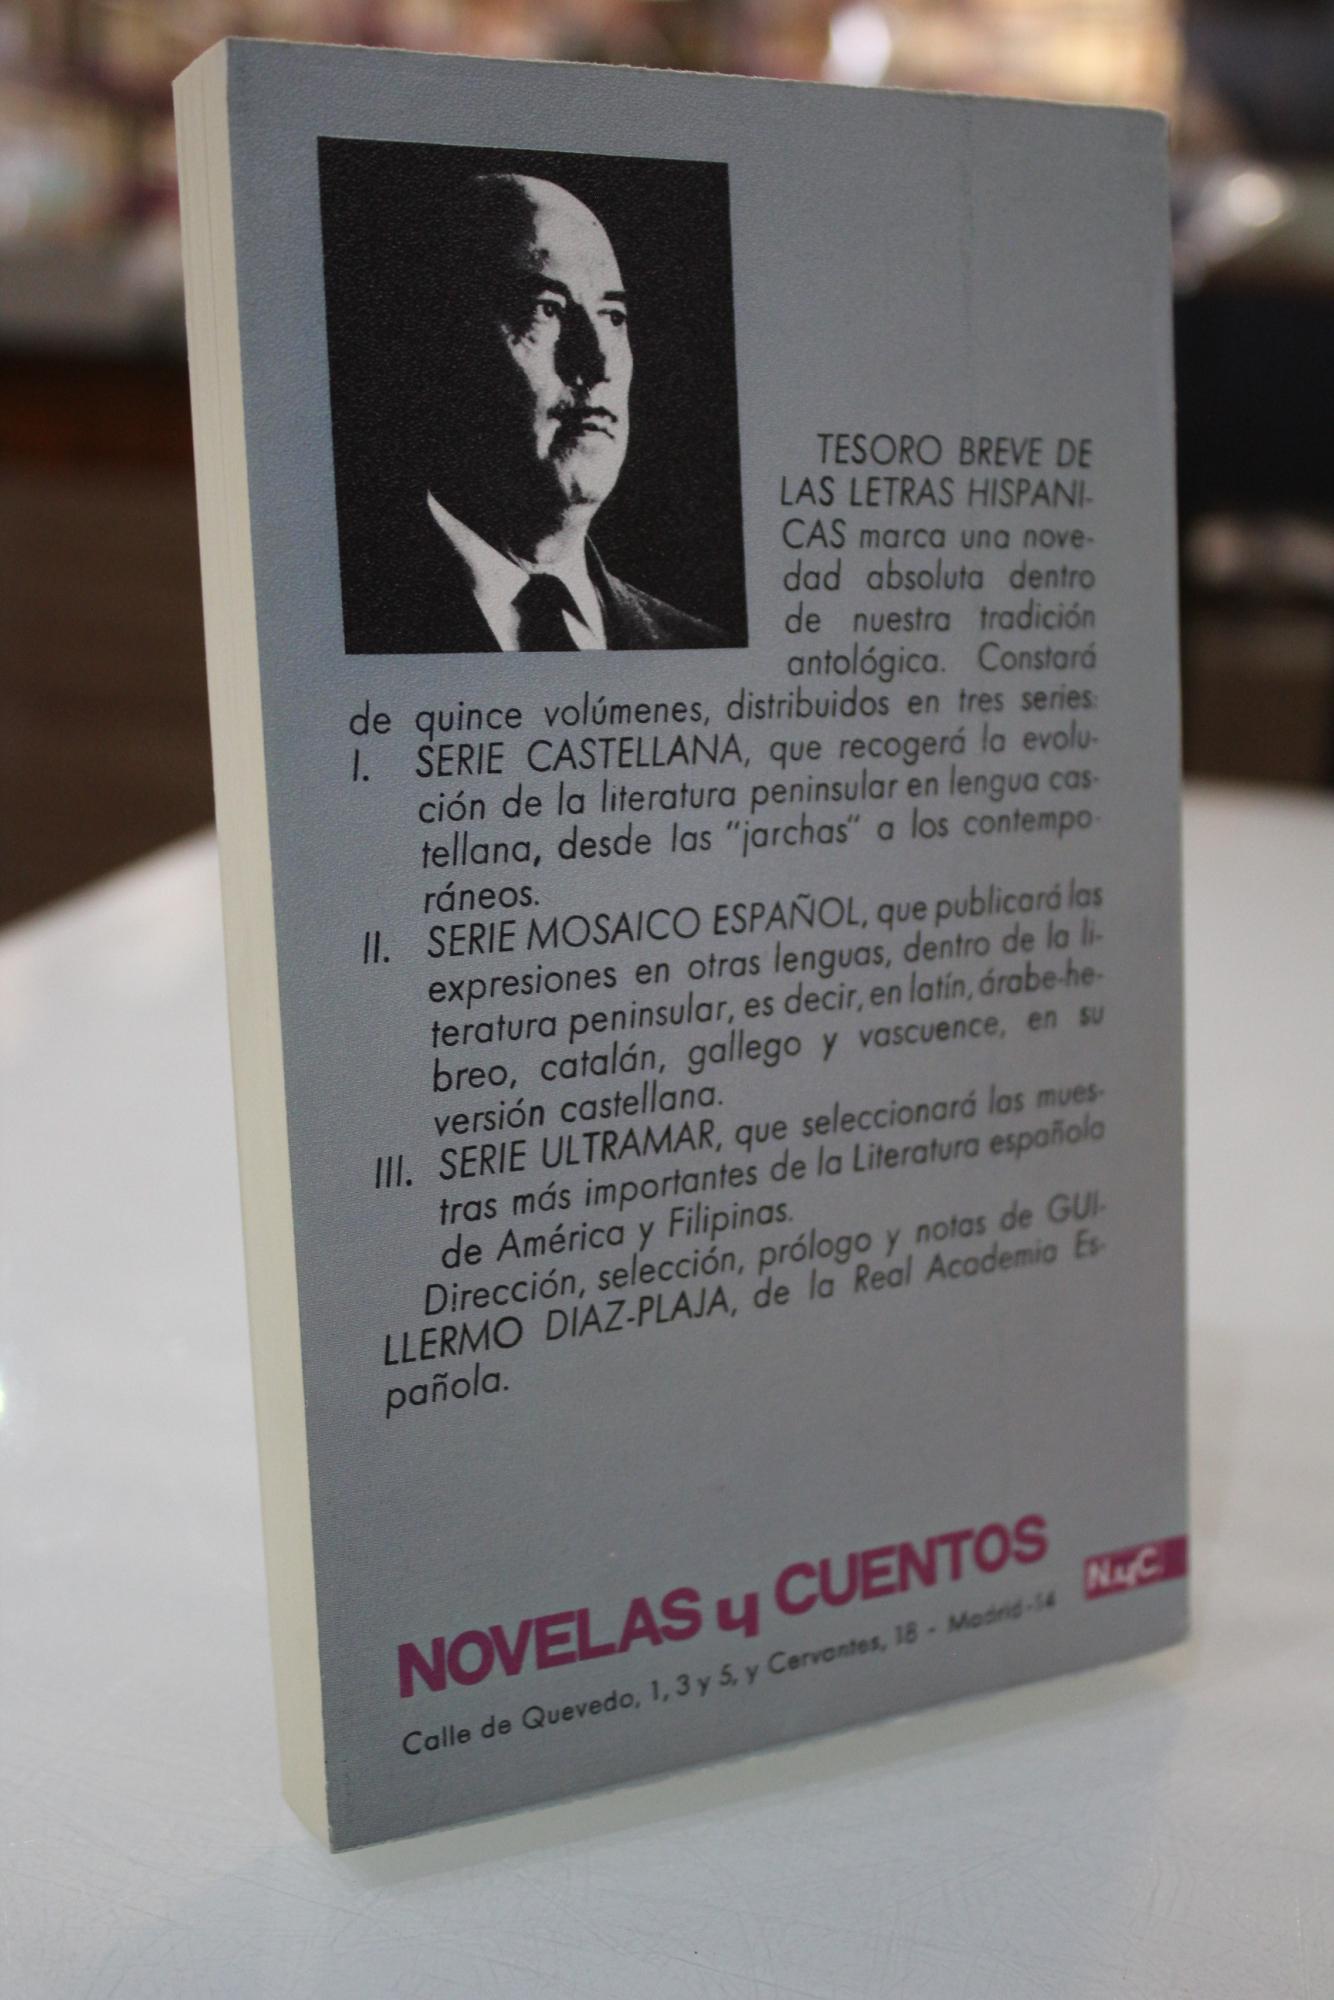 TESORO BREVE DE
LAS LETRAS HISPANI-
CAS marca una nove-
dad absoluta dentro
de nuestra tradición
antológica. Constará
de quince volúmenes, distribuidos en tres series:
I. SERIE CASTELLANA, que recogerá la evolu-
ción de la literatura peninsular en lengua cas-
tellana, desde las "jarchas" a los contempo-
ráneos.
II. SERIE MOSAICO ESPAÑOL, que publicará las
expresiones en otras lenguas, dentro de la li-
teratura peninsular, es decir, en latín, árabe-he-
breo, catalán, gallego y vascuence, en su
versión castellana.
III. SERIE ULTRAMAR, que seleccionará las mues-
tras más importantes de la Literatura española
de América y Filipinas.
Dirección, selección, prólogo y notas de GUI-
LLERMO DIAZ-PLAJA, de la Real Academia Es-
pañola.
NOVELAS y CUENTOS
N.yC.
Calle de Quevedo, 1, 3 y 5, y Cervantes, 18 - Madrid-14